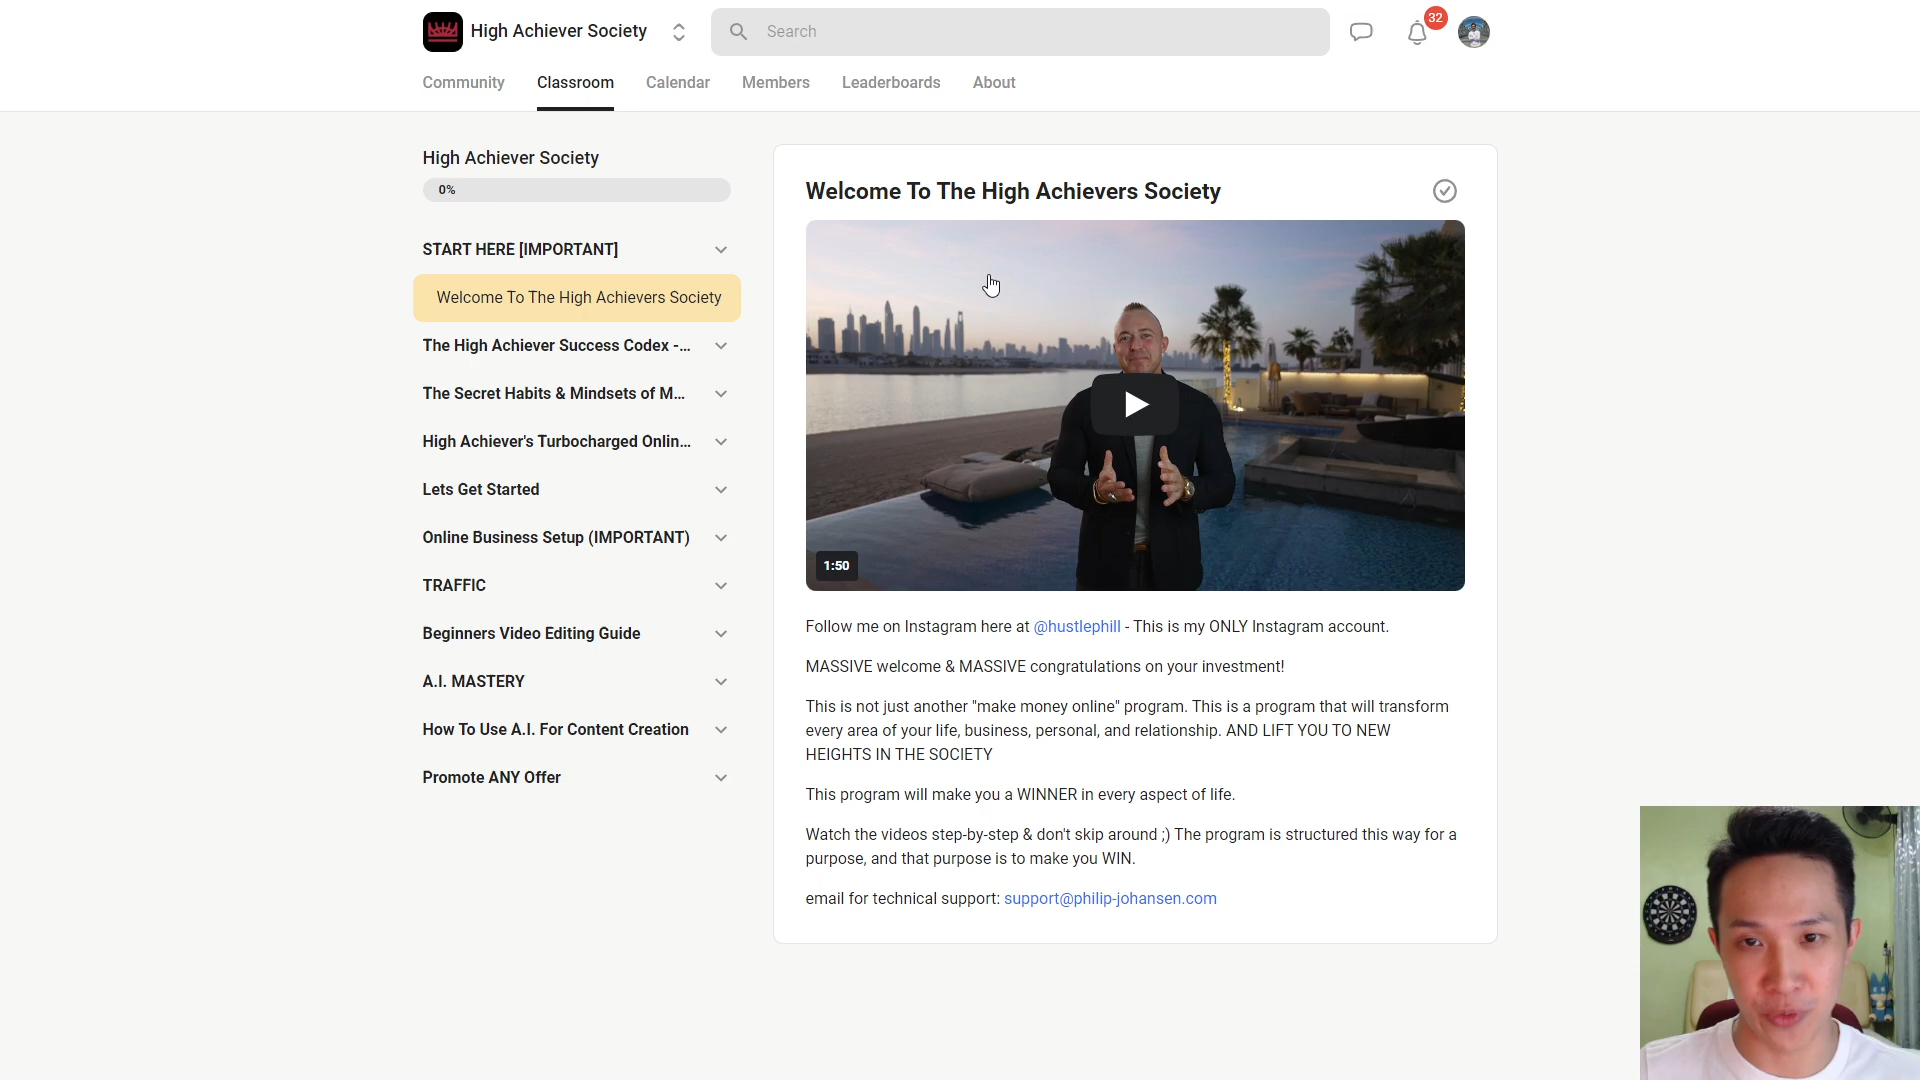 High Achiever Society
Search
32
Community
Classroom
Calendar
Members
Leaderboards
About
High Achiever Society
0%
START HERE [IMPORTANT]
Welcome To The High Achievers Society
The High Achiever Success Codex -...
The Secret Habits & Mindsets of M...
High Achiever's Turbocharged Onlin...
Lets Get Started
Online Business Setup (IMPORTANT)
TRAFFIC
Beginners Video Editing Guide
A.I. MASTERY
How To Use A.I. For Content Creation
Promote ANY Offer
Welcome To The High Achievers Society
1:50
Follow me on Instagram here at @hustlephill - This is my ONLY Instagram account.
MASSIVE welcome & MASSIVE congratulations on your investment!
This is not just another "make money online" program. This is a program that will transform
every area of your life, business, personal, and relationship. AND LIFT YOU TO NEW
HEIGHTS IN THE SOCIETY
This program will make you a WINNER in every aspect of life.
Watch the videos step-by-step & don't skip around ;) The program is structured this way for a
purpose, and that purpose is to make you WIN.
email for technical support: support@philip-johansen.com